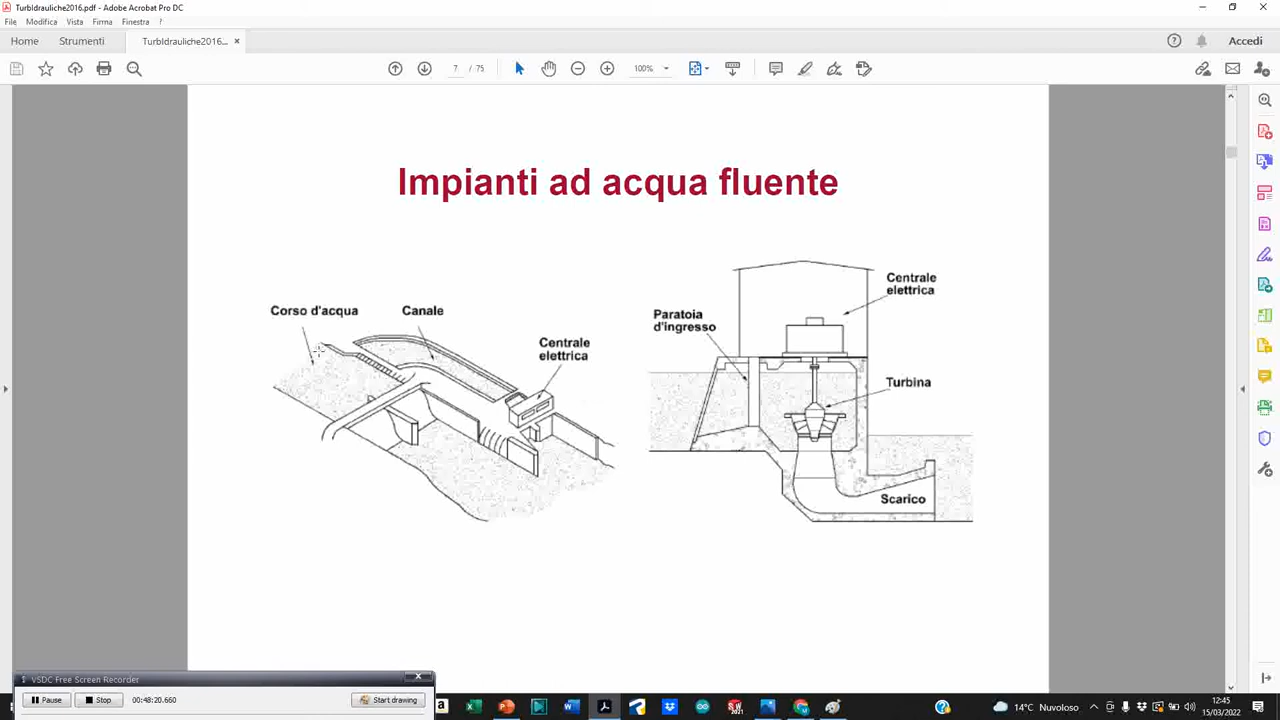 TurbIdrauliche2016.pdf - Adobe Acrobat Pro DC
File Modifica Vista Firma Finestra ?
Home Strumenti TurbIdrauliche2016... × Accedi
7 / 75 100%
Impianti ad acqua fluente
Corso d'acqua
Canale
Centrale
elettrica
Centrale
elettrica
Paratoia
d'ingresso
Turbina
Scarico
VSDC Free Screen Recorder
Pause Stop 00:48:20.660 Start drawing
14°C Nuvoloso
12:45
15/03/2022